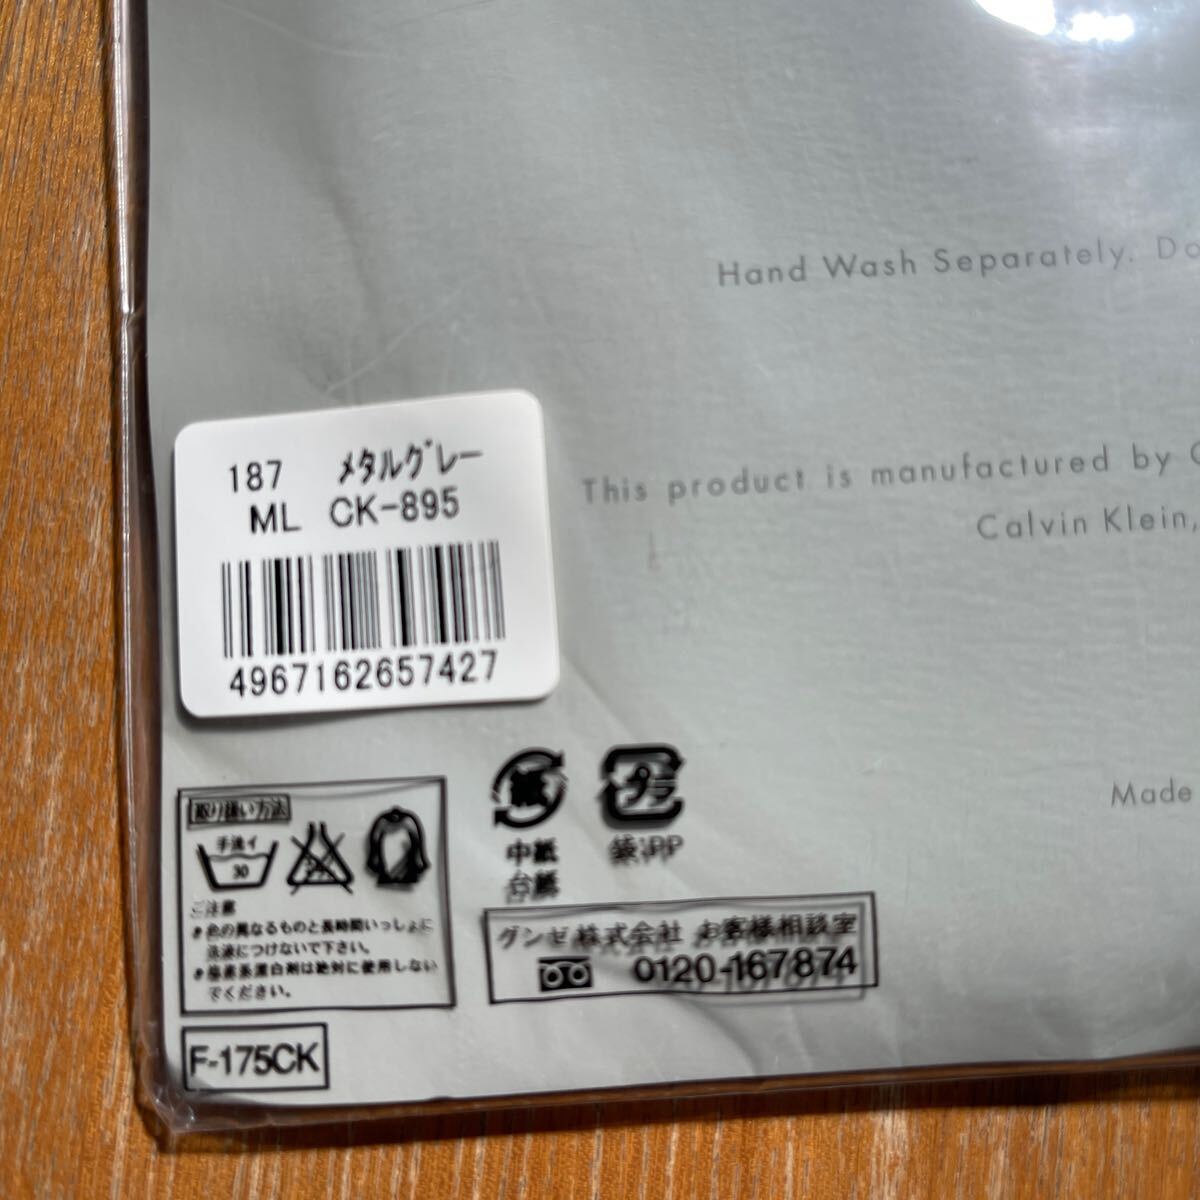 Hand Wash Separately. Do
187 ﾒﾀﾙｸﾞﾚｰ
ML CK-895
4967162657427
This product is manufactured by
Calvin Klein,
Made
取り扱い方法
手洗イ
30
紙
プラ
中紙
台紙
袋:PP
ご注意
*色の異なるものと長時間いっしょに
洗液につけないで下さい。
*塩素系漂白剤は絶対に使用しない
でください。
グンゼ株式会社 お客様相談室
0120-167874
F-175CK